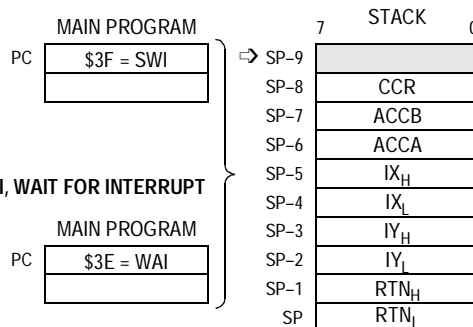 MAIN PROGRAM
PC
$3F = SWI
I, WAIT FOR INTERRUPT
MAIN PROGRAM
PC
$3E = WAI
7 STACK 0
SP–9
SP–8 CCR
SP–7 ACCB
SP–6 ACCA
SP–5 IXH
SP–4 IXL
SP–3 IYH
SP–2 IYL
SP–1 RTNH
SP RTNL